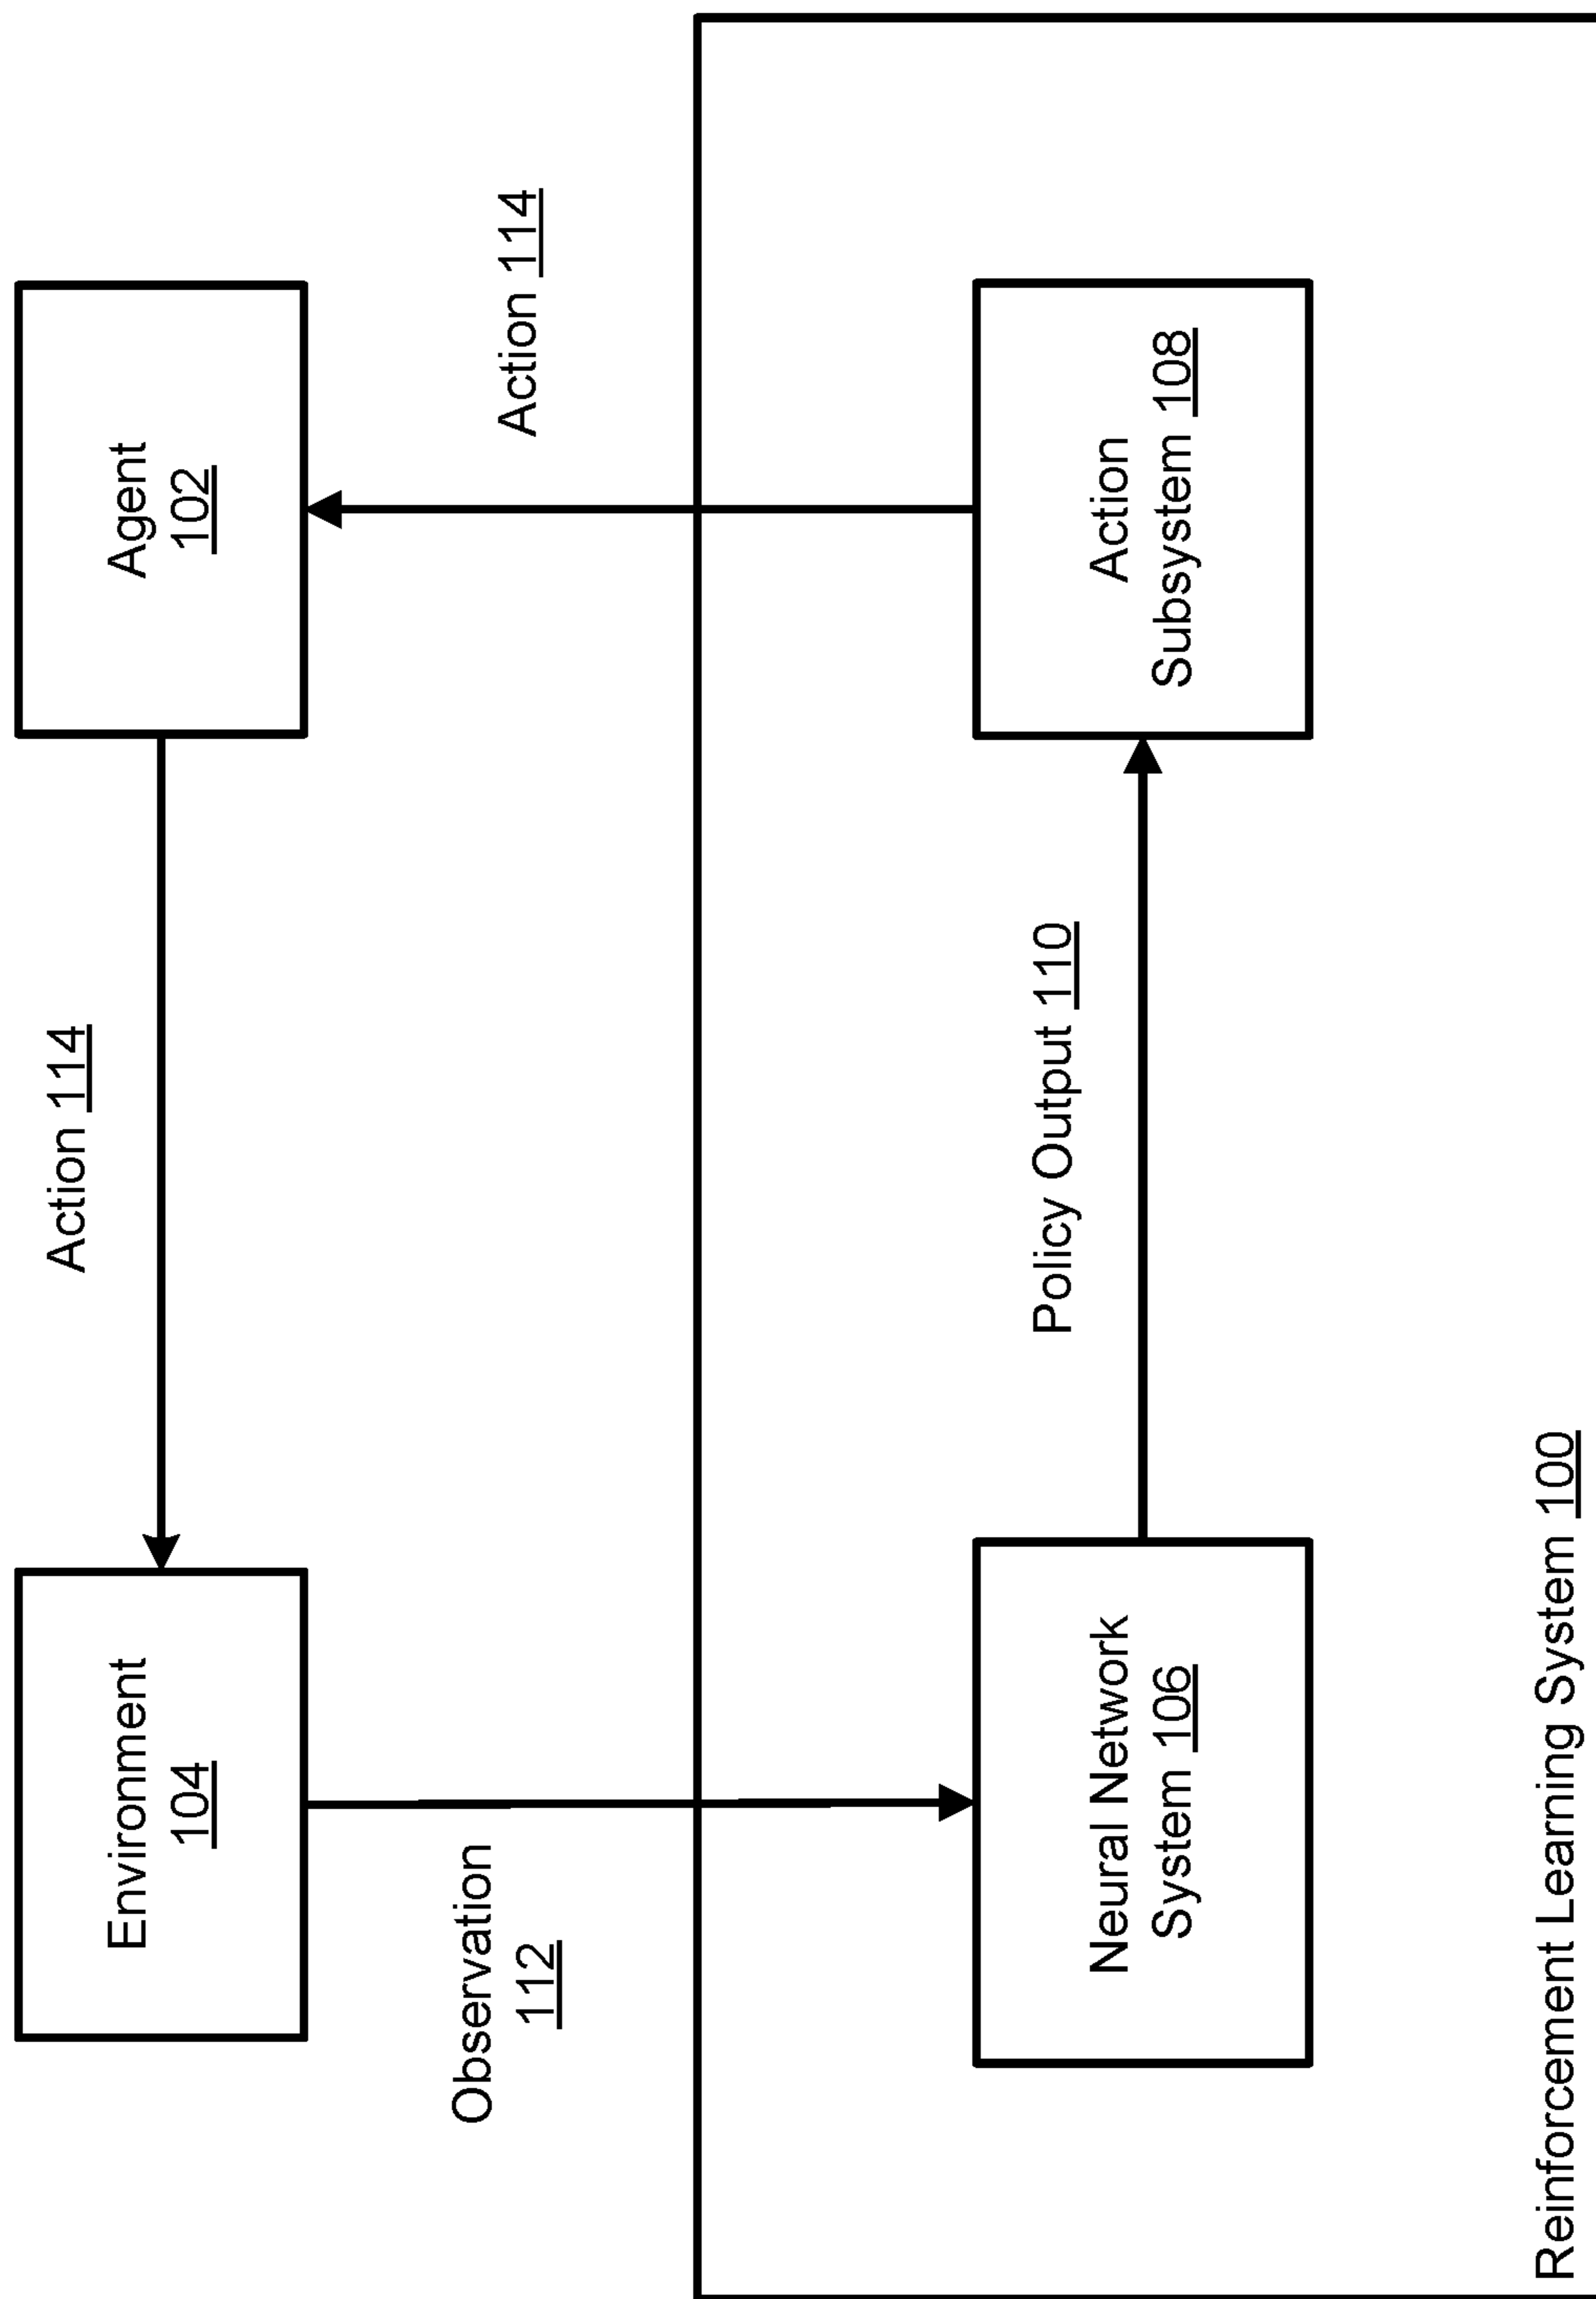 Environment
104
Action 114
Agent
102
Observation
112
Action 114
Policy Output 110
Neural Network
System 106
Action
Subsystem 108
Reinforcement Learning System 100